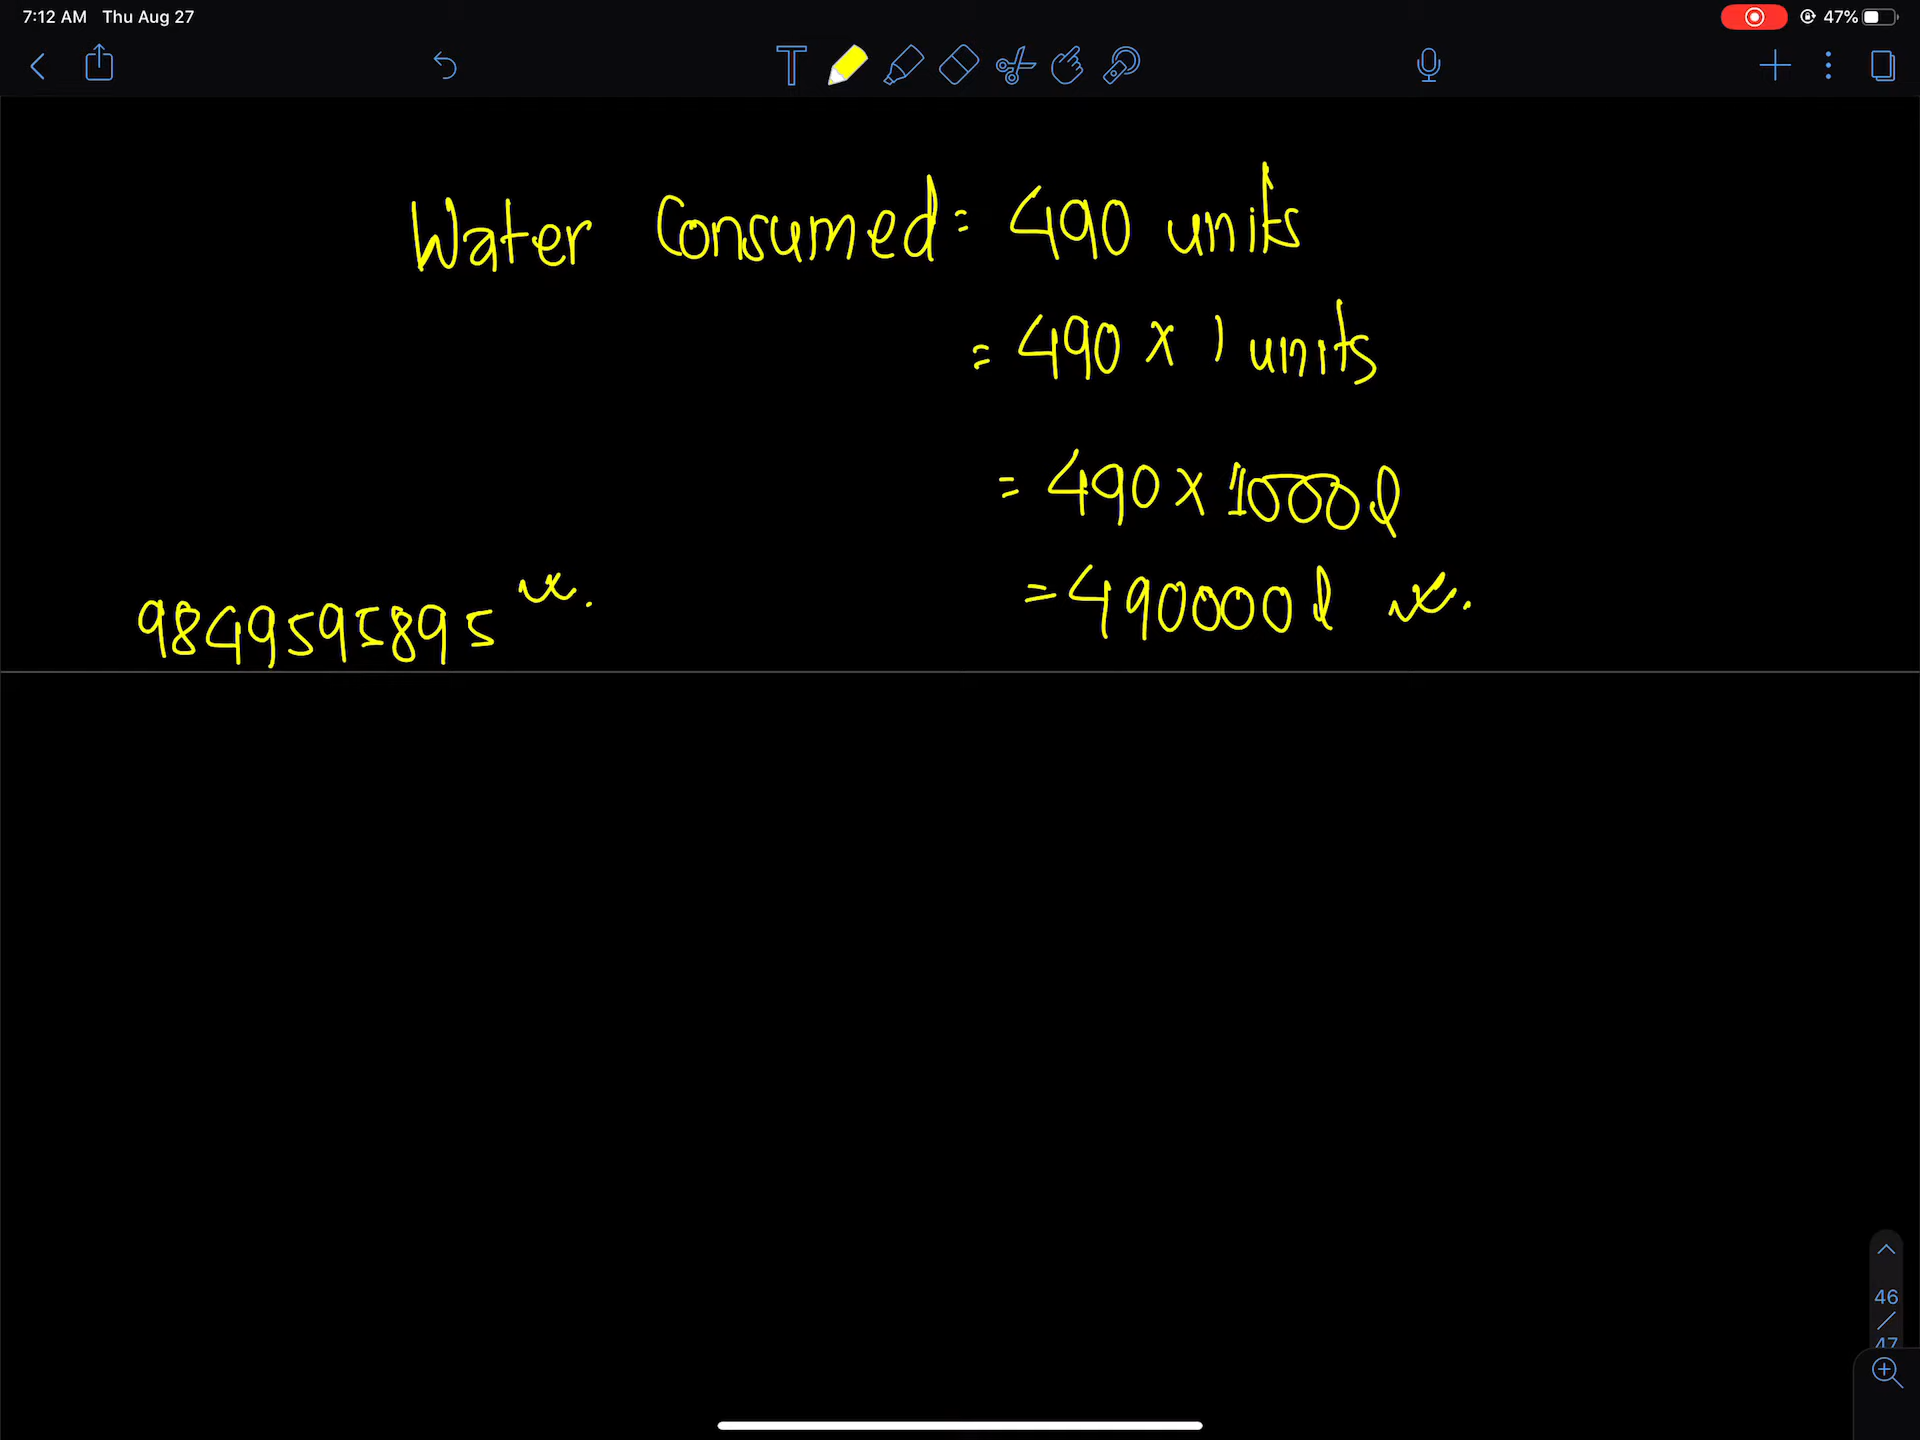 7:12 AM Thu Aug 27
47%
Water Consumed = 490 units
= 490 x 1 units
= 490 x 1000 l
= 490000 l
9849595895
46
/
47